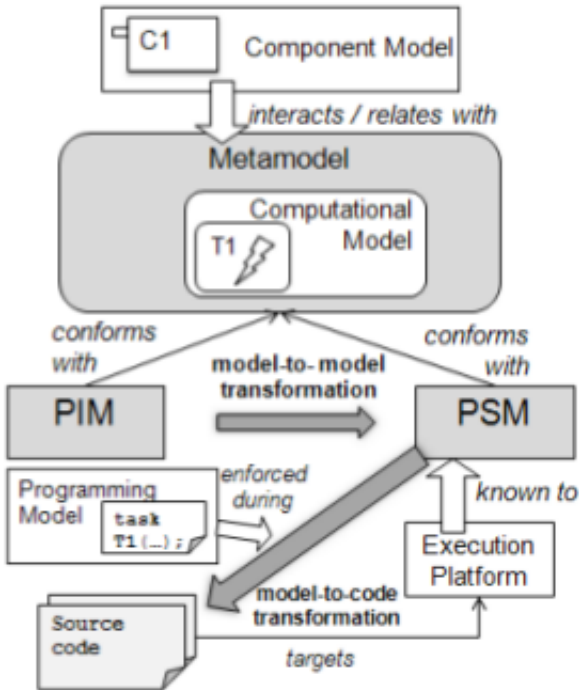 C1
Component Model
interacts / relates with
Metamodel
Computational
Model
T1
conforms
with
conforms
with
model-to- model
transformation
PIM
PSM
Programming
Model
task
T1(…);
enforced
during
known to
Execution
Platform
model-to-code
transformation
Source
code
targets